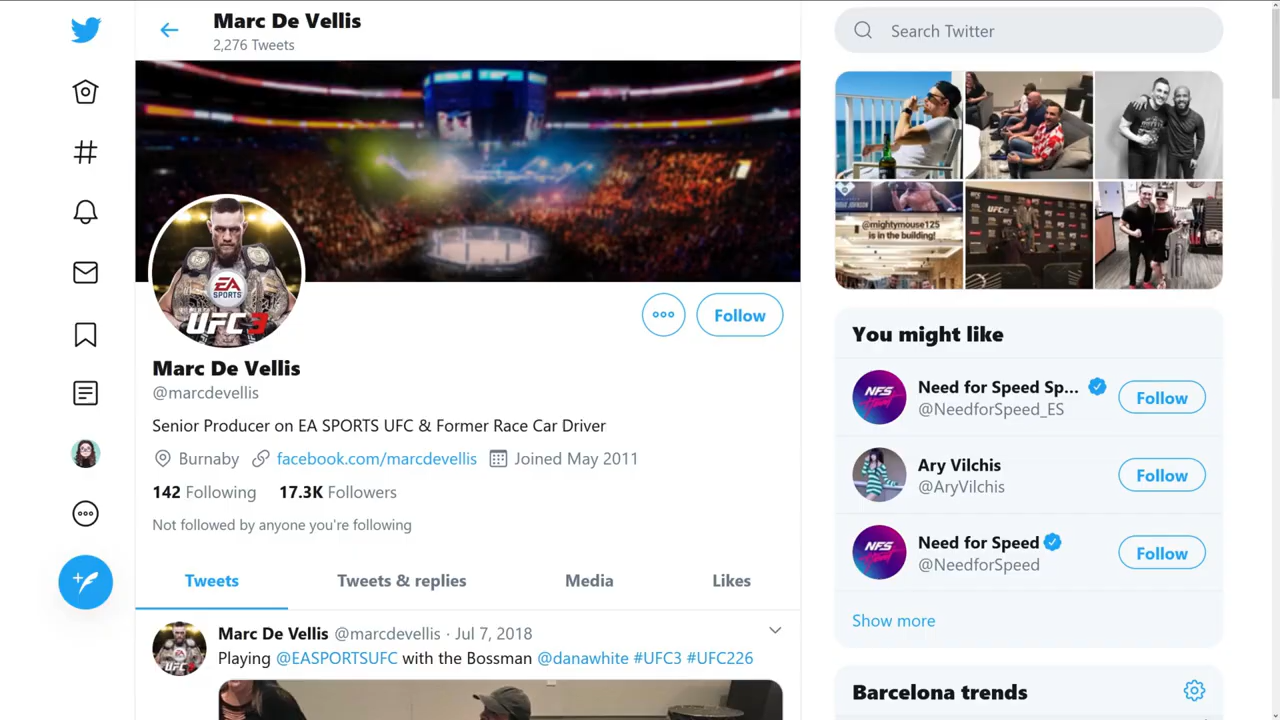 Marc De Vellis
2,276 Tweets
Search Twitter
@mightymouse125
is in the building!
EA
SPORTS
UFC 3
Follow
Marc De Vellis
@marcdevellis
Senior Producer on EA SPORTS UFC & Former Race Car Driver
Burnaby facebook.com/marcdevellis Joined May 2011
142 Following 17.3K Followers
Not followed by anyone you're following
Tweets Tweets & replies Media Likes
Marc De Vellis @marcdevellis · Jul 7, 2018
Playing @EASPORTSUFC with the Bossman @danawhite #UFC3 #UFC226
You might like
NFS
Need for Speed Sp...
@NeedforSpeed_ES
Follow
Ary Vilchis
@AryVilchis
Follow
NFS
Need for Speed
@NeedforSpeed
Follow
Show more
Barcelona trends